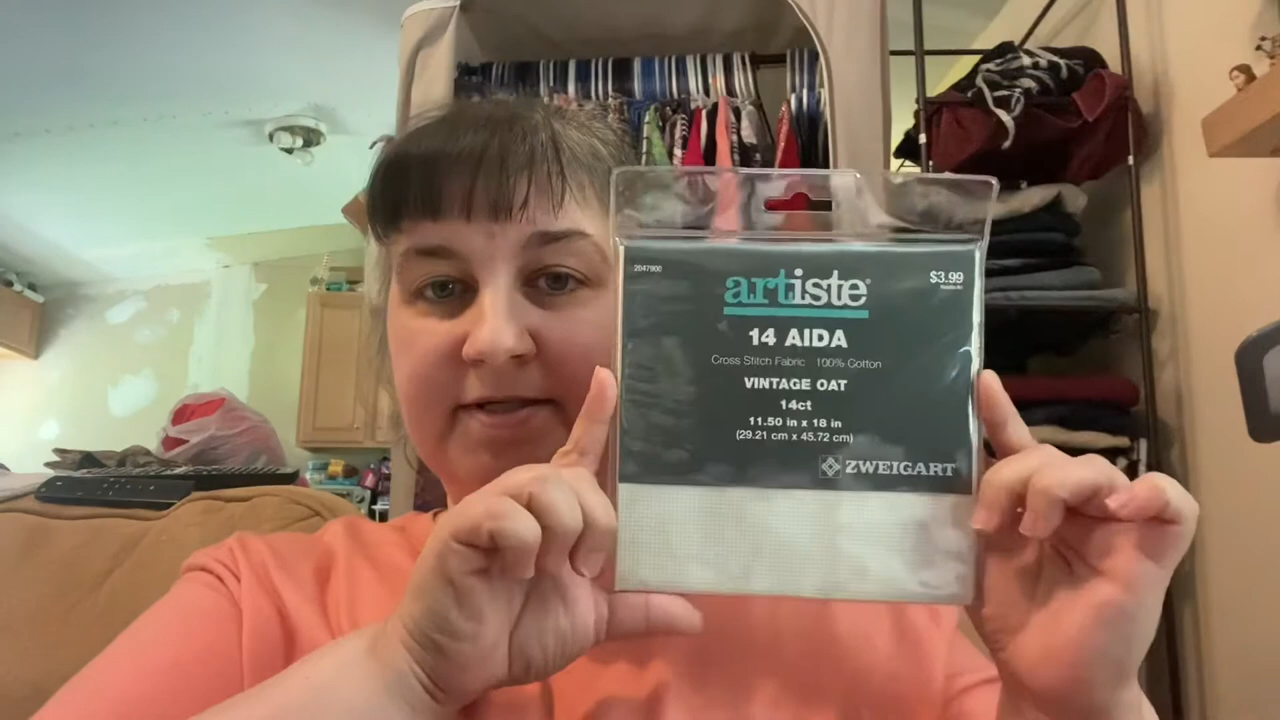 2047900
artiste®
$3.99
14 AIDA
Cross Stitch Fabric 100% Cotton
VINTAGE OAT
14ct
11.50 in x 18 in
(29.21 cm x 45.72 cm)
ZWEIGART